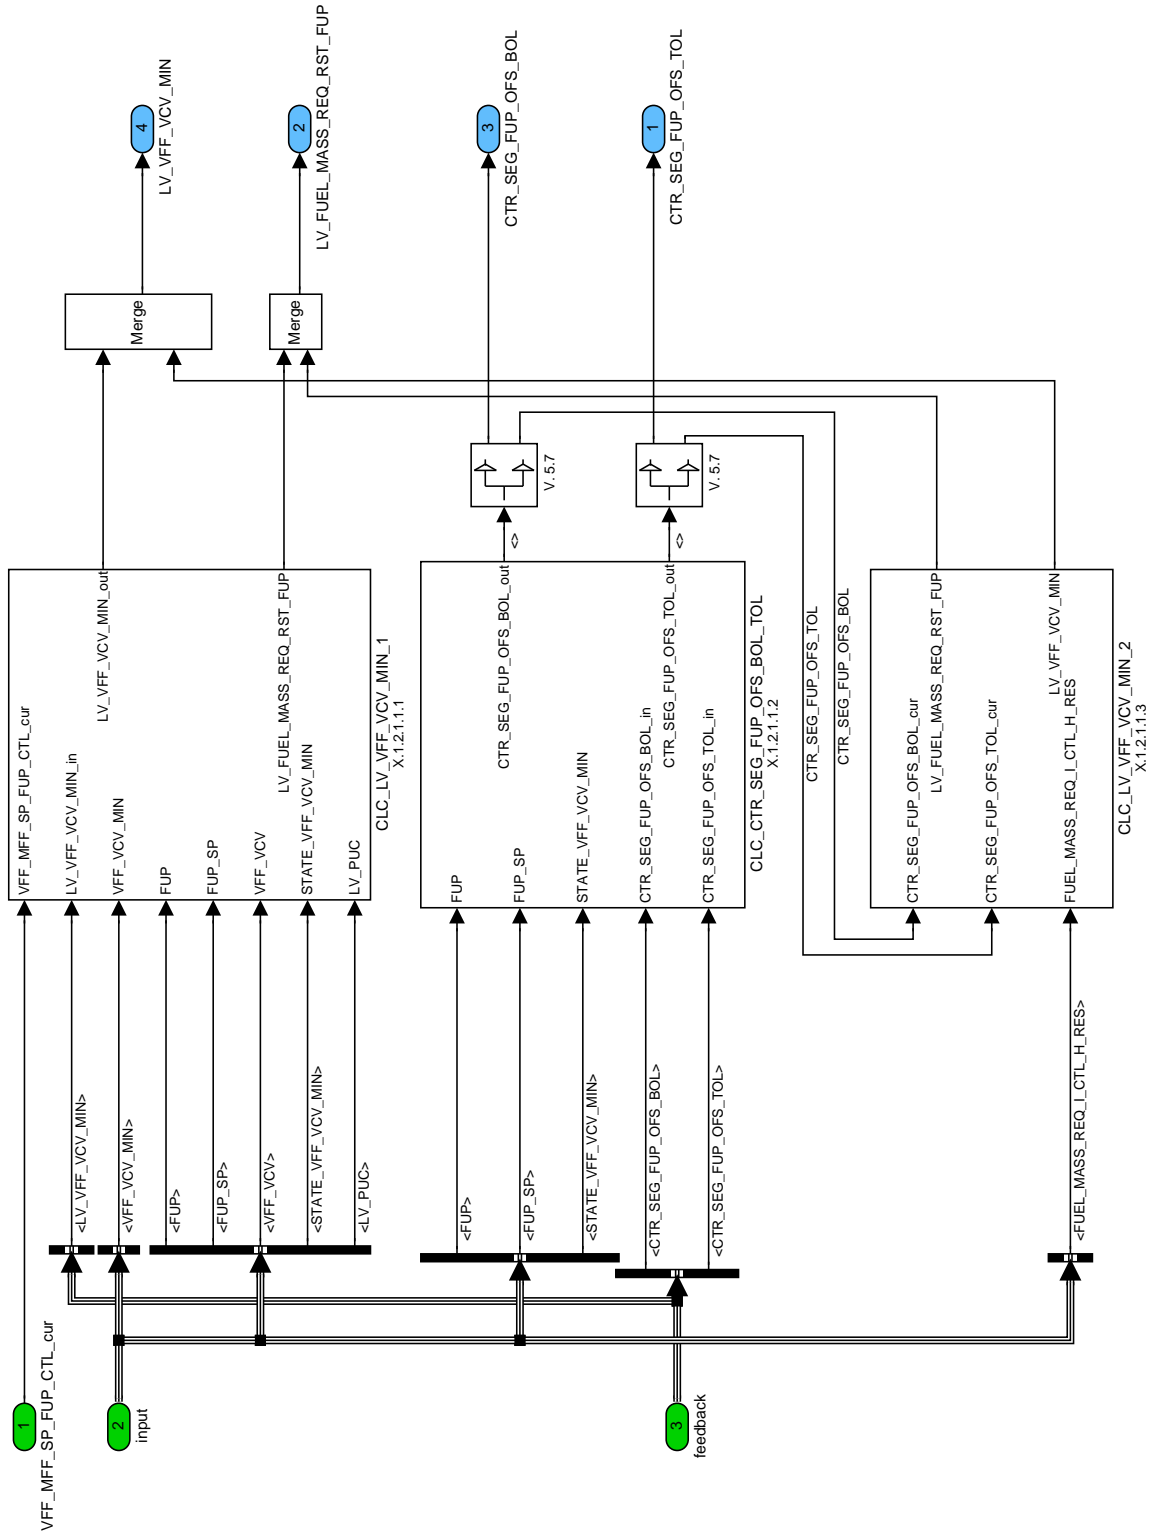 1
VFF_MFF_SP_FUP_CTL_cur
2
input
3
feedback
<LV_VFF_VCV_MIN>
<VFF_VCV_MIN>
<FUP>
<FUP_SP>
<VFF_VCV>
<STATE_VFF_VCV_MIN>
<LV_PUC>
<FUP>
<FUP_SP>
<STATE_VFF_VCV_MIN>
<CTR_SEG_FUP_OFS_BOL>
<CTR_SEG_FUP_OFS_TOL>
<FUEL_MASS_REQ_I_CTL_H_RES>
VFF_MFF_SP_FUP_CTL_cur
LV_VFF_VCV_MIN_in
VFF_VCV_MIN
FUP
FUP_SP
VFF_VCV
STATE_VFF_VCV_MIN
LV_PUC
LV_VFF_VCV_MIN_out
LV_FUEL_MASS_REQ_RST_FUP
CLC_LV_VFF_VCV_MIN_1
X.1.2.1.1.1
FUP
FUP_SP
STATE_VFF_VCV_MIN
CTR_SEG_FUP_OFS_BOL_in
CTR_SEG_FUP_OFS_TOL_in
CTR_SEG_FUP_OFS_BOL_out
CTR_SEG_FUP_OFS_TOL_out
CLC_CTR_SEG_FUP_OFS_BOL_TOL
X.1.2.1.1.2
<>
<>
V. 5.7
V. 5.7
CTR_SEG_FUP_OFS_TOL
CTR_SEG_FUP_OFS_BOL
CTR_SEG_FUP_OFS_BOL_cur
CTR_SEG_FUP_OFS_TOL_cur
FUEL_MASS_REQ_I_CTL_H_RES
LV_FUEL_MASS_REQ_RST_FUP
LV_VFF_VCV_MIN
CLC_LV_VFF_VCV_MIN_2
X.1.2.1.1.3
Merge
Merge
4
LV_VFF_VCV_MIN
2
LV_FUEL_MASS_REQ_RST_FUP
3
CTR_SEG_FUP_OFS_BOL
1
CTR_SEG_FUP_OFS_TOL